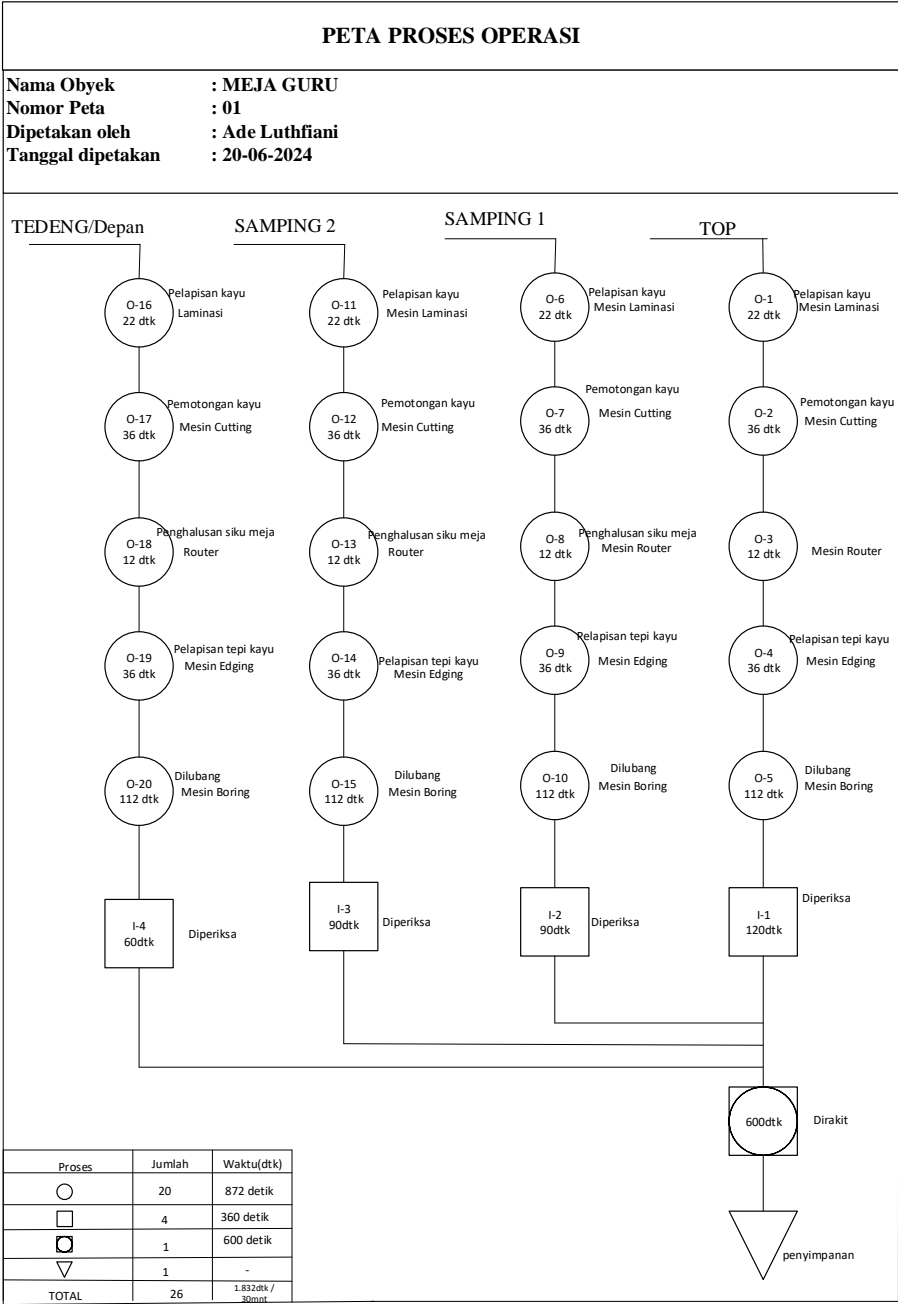 PETA PROSES OPERASI
Nama Obyek : MEJA GURU
Nomor Peta : 01
Dipetakan oleh : Ade Luthfiani
Tanggal dipetakan : 20-06-2024
TEDENG/Depan
SAMPING 2
SAMPING 1
TOP
O-16
22 dtk
Pelapisan kayu
Laminasi
O-11
22 dtk
Pelapisan kayu
Mesin Laminasi
O-6
22 dtk
Pelapisan kayu
Mesin Laminasi
O-1
22 dtk
Pelapisan kayu
Mesin Laminasi
O-17
36 dtk
Pemotongan kayu
Mesin Cutting
O-12
36 dtk
Pemotongan kayu
Mesin Cutting
O-7
36 dtk
Pemotongan kayu
Mesin Cutting
O-2
36 dtk
Pemotongan kayu
Mesin Cutting
O-18
12 dtk
Penghalusan siku meja
Router
O-13
12 dtk
Penghalusan siku meja
Router
O-8
12 dtk
Penghalusan siku meja
Mesin Router
O-3
12 dtk
Mesin Router
O-19
36 dtk
Pelapisan tepi kayu
Mesin Edging
O-14
36 dtk
Pelapisan tepi kayu
Mesin Edging
O-9
36 dtk
Pelapisan tepi kayu
Mesin Edging
O-4
36 dtk
Pelapisan tepi kayu
Mesin Edging
O-20
112 dtk
Dilubang
Mesin Boring
O-15
112 dtk
Dilubang
Mesin Boring
O-10
112 dtk
Dilubang
Mesin Boring
O-5
112 dtk
Dilubang
Mesin Boring
I-4
60dtk
Diperiksa
I-3
90dtk
Diperiksa
I-2
90dtk
Diperiksa
I-1
120dtk
Diperiksa
600dtk
Dirakit
penyimpanan
Proses Jumlah Waktu(dtk)
20 872 detik
4 360 detik
1 600 detik
1 -
TOTAL 26 1.832dtk /
30mnt